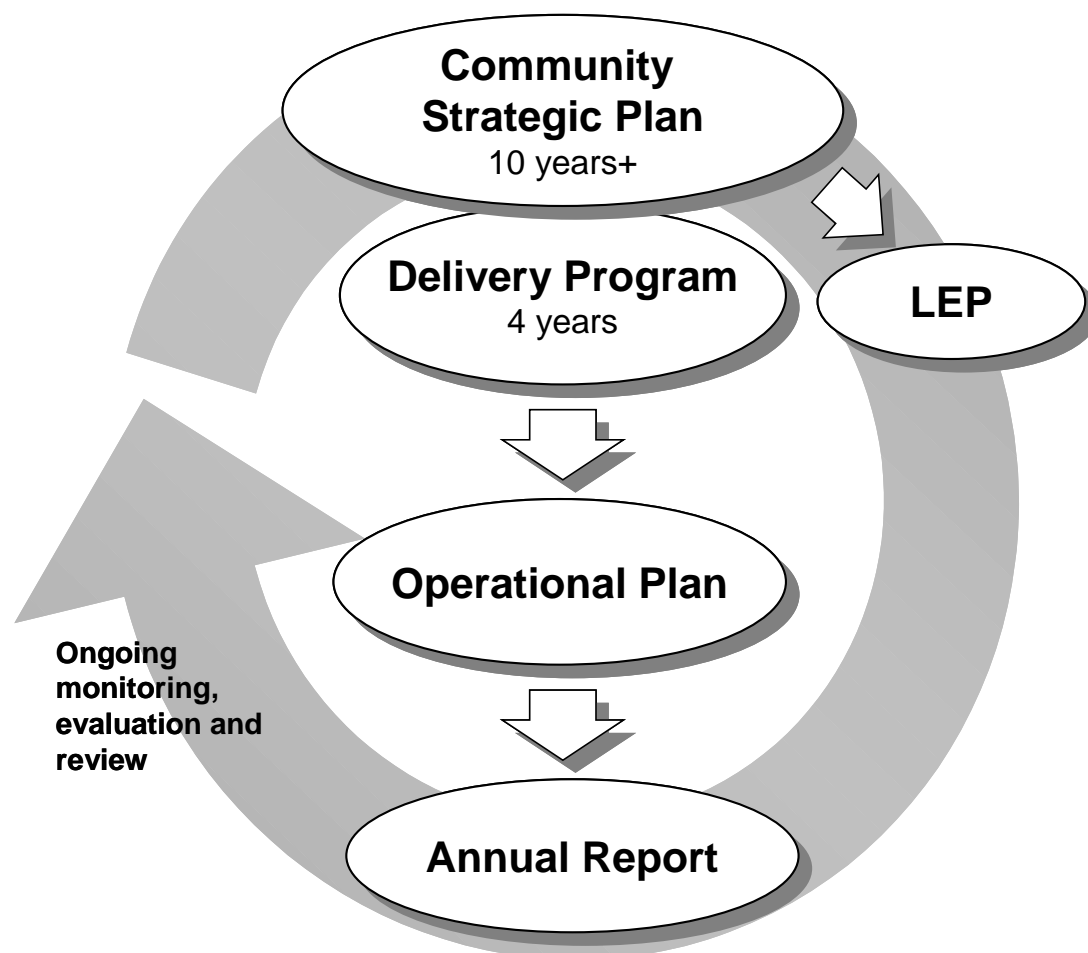 Community
Strategic Plan
10 years+
Delivery Program
4 years
LEP
Operational Plan
Ongoing
monitoring,
evaluation and
review
Annual Report